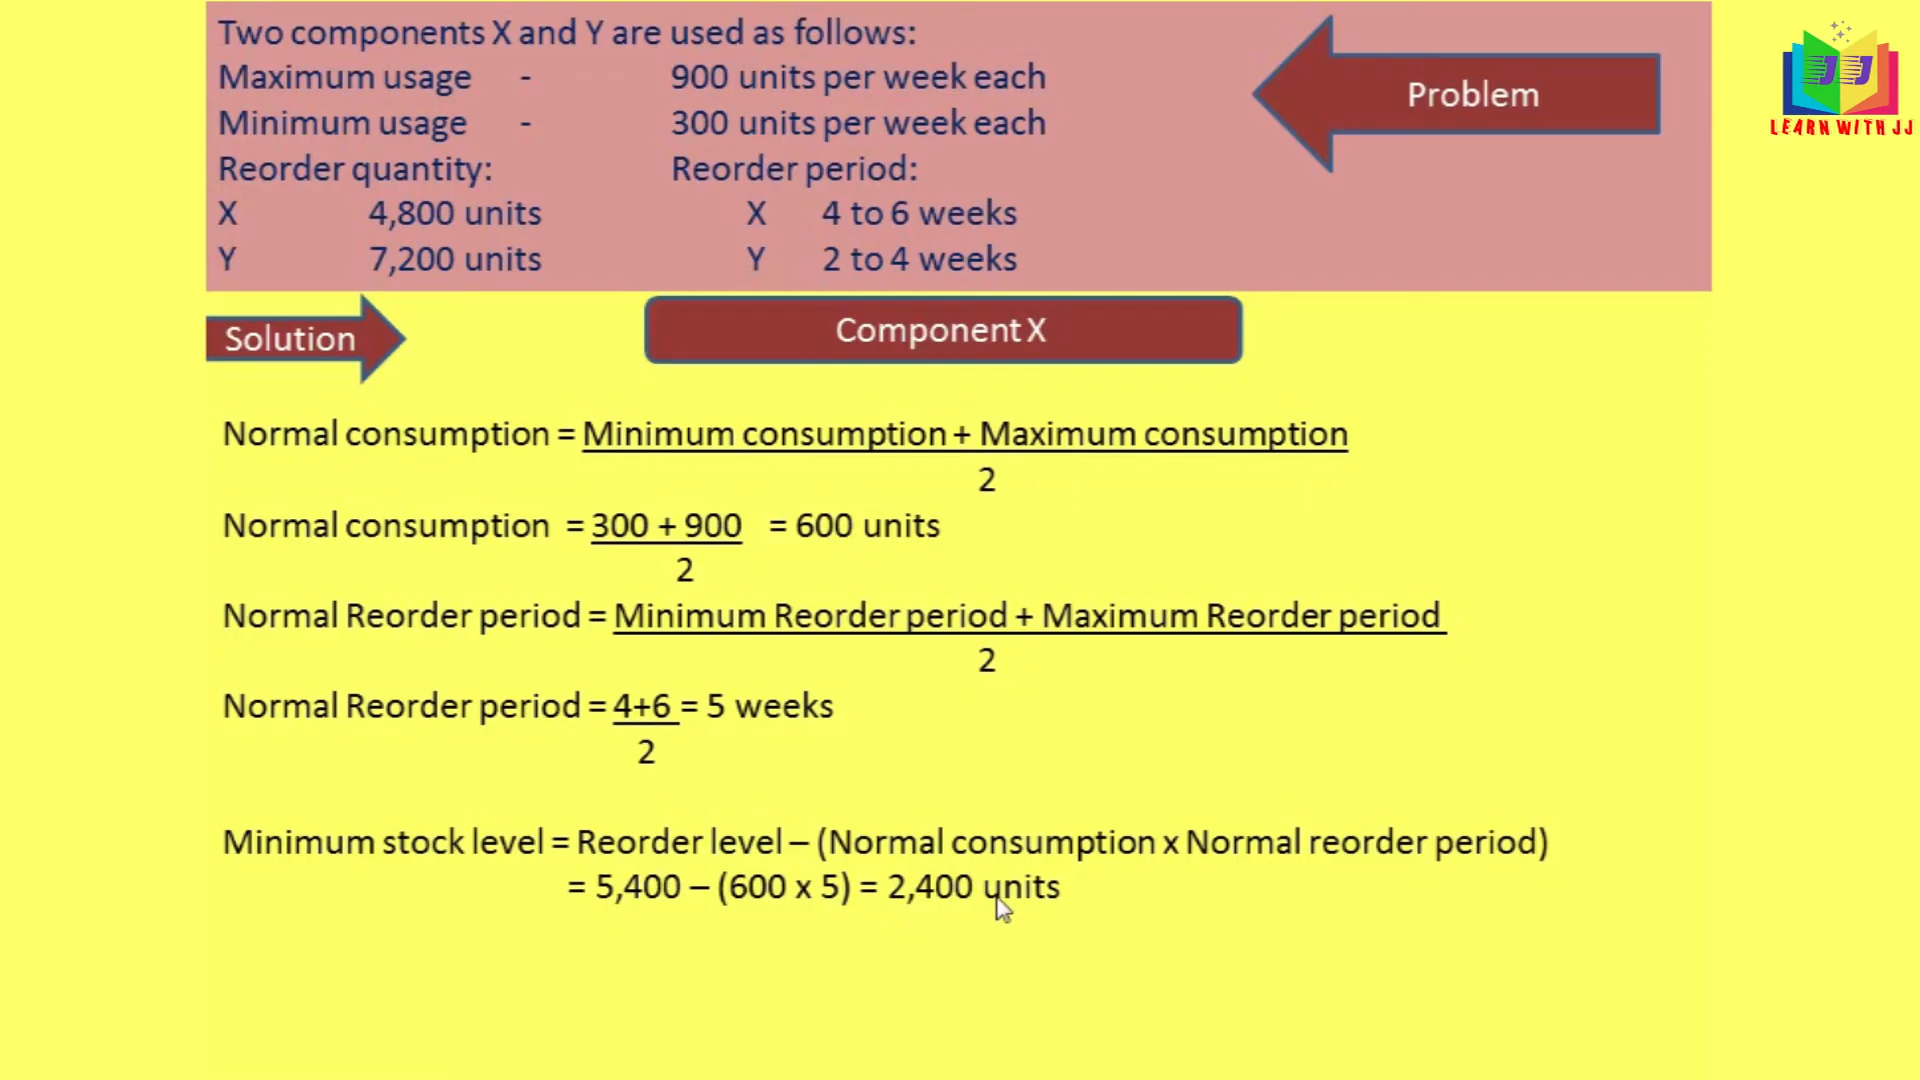 Two components X and Y are used as follows:
Maximum usage - 900 units per week each
Minimum usage - 300 units per week each
Reorder quantity: Reorder period:
X 4,800 units X 4 to 6 weeks
Y 7,200 units Y 2 to 4 weeks
Problem
JJ
LEARN WITH JJ
Solution
Component X
Normal consumption = Minimum consumption + Maximum consumption
2
Normal consumption = 300 + 900 = 600 units
2
Normal Reorder period = Minimum Reorder period + Maximum Reorder period
2
Normal Reorder period = 4+6 = 5 weeks
2
Minimum stock level = Reorder level – (Normal consumption x Normal reorder period)
= 5,400 – (600 x 5) = 2,400 units